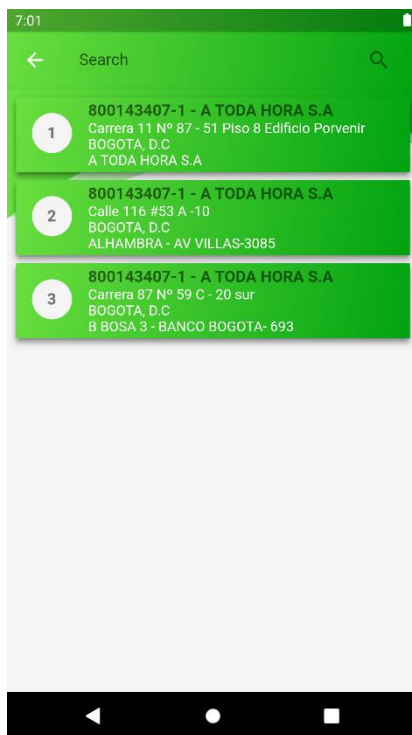 7:01
Search
1
800143407-1 - A TODA HORA S.A
Carrera 11 Nº 87 - 51 Piso 8 Edificio Porvenir
BOGOTA, D.C
A TODA HORA S.A
2
800143407-1 - A TODA HORA S.A
Calle 116 #53 A -10
BOGOTA, D.C
ALHAMBRA - AV VILLAS-3085
3
800143407-1 - A TODA HORA S.A
Carrera 87 Nº 59 C - 20 sur
BOGOTA, D.C
B BOSA 3 - BANCO BOGOTA- 693